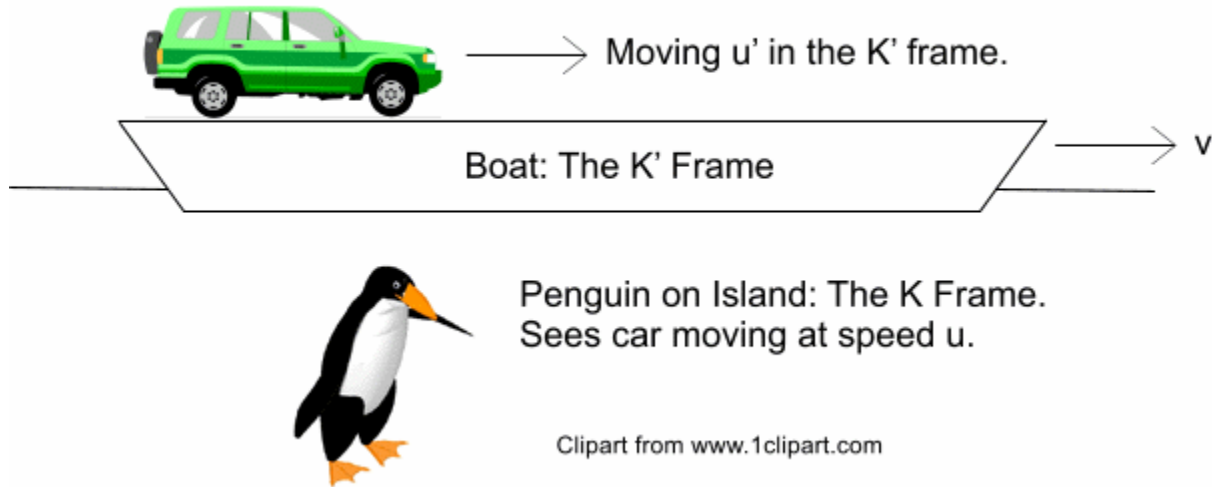 Moving u’ in the K’ frame.
v
Boat: The K’ Frame
Penguin on Island: The K Frame.
Sees car moving at speed u.
Clipart from www.1clipart.com